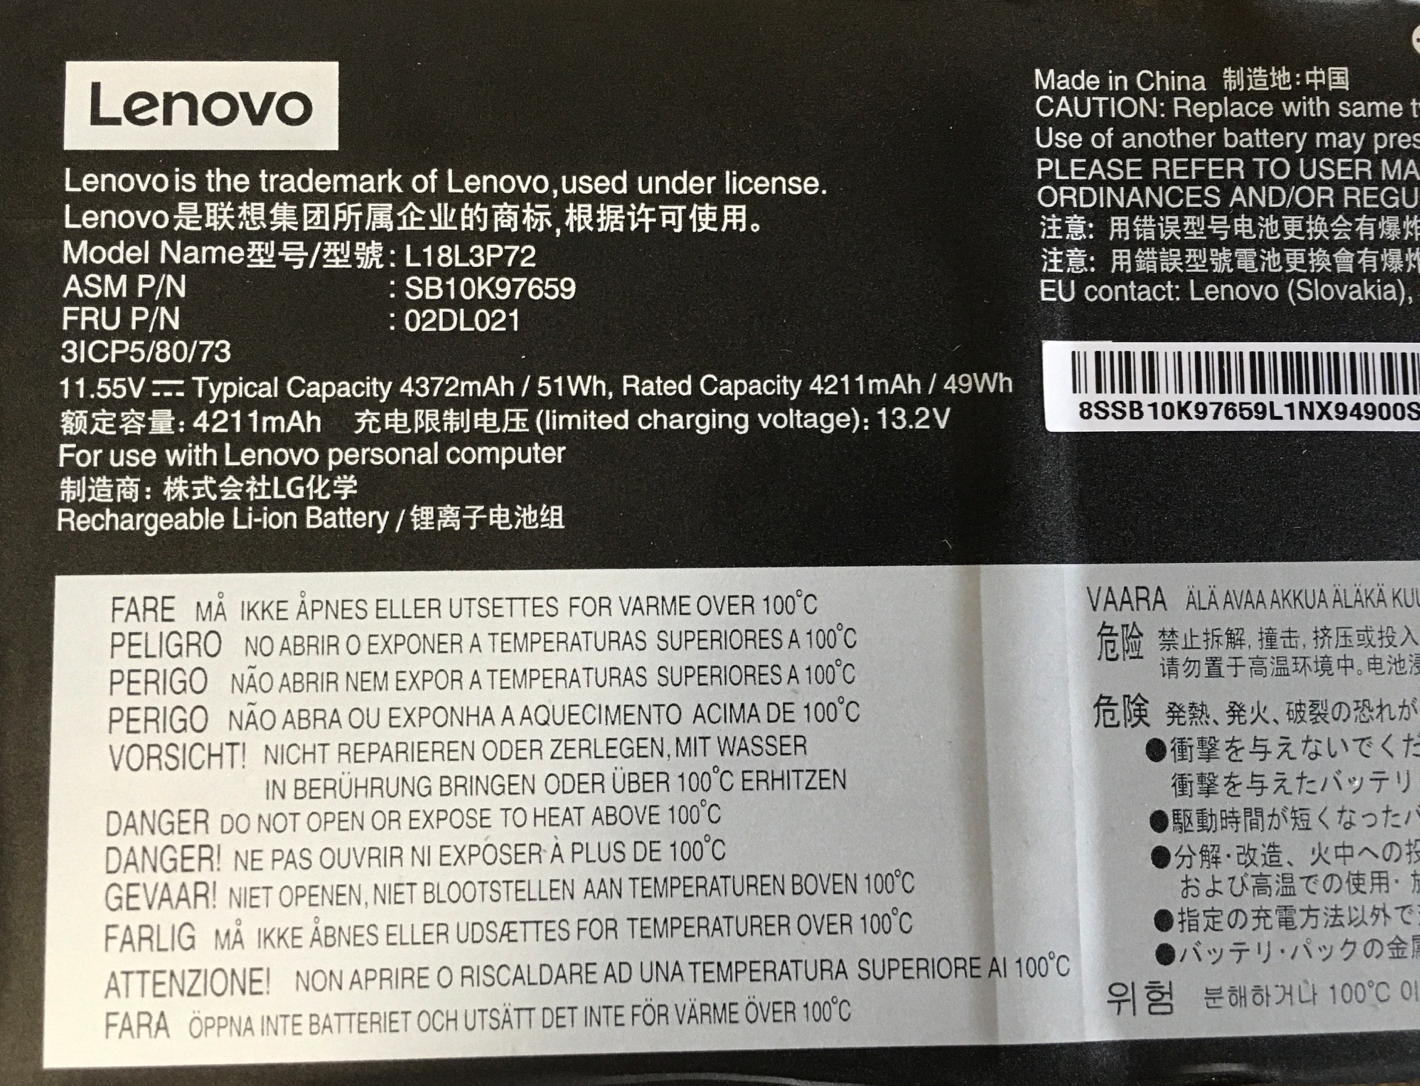 Lenovo
Lenovo is the trademark of Lenovo,used under license.
Lenovo是联想集团所属企业的商标,根据许可使用。
Model Name型号/型號: L18L3P72
ASM P/N : SB10K97659
FRU P/N : 02DL021
3ICP5/80/73
11.55V⎓ Typical Capacity 4372mAh / 51Wh, Rated Capacity 4211mAh / 49Wh
额定容量: 4211mAh 充电限制电压 (limited charging voltage): 13.2V
For use with Lenovo personal computer
制造商: 株式会社LG化学
Rechargeable Li-ion Battery / 锂离子电池组
Made in China 制造地:中国
CAUTION: Replace with same
Use of another battery may
PLEASE REFER TO USER
ORDINANCES AND/OR
注意: 用错误型号电池更换会有爆炸
注意: 用錯誤型號電池更換會有爆炸
EU contact: Lenovo (Slovakia),
8SSB10K97659L1NX94900S
FARE MÅ IKKE ÅPNES ELLER UTSETTES FOR VARME OVER 100°C
PELIGRO NO ABRIR O EXPONER A TEMPERATURAS SUPERIORES A 100°C
PERIGO NÃO ABRIR NEM EXPOR A TEMPERATURAS SUPERIORES A 100°C
PERIGO NÃO ABRA OU EXPONHA A AQUECIMENTO ACIMA DE 100°C
VORSICHT! NICHT REPARIEREN ODER ZERLEGEN, MIT WASSER
IN BERÜHRUNG BRINGEN ODER ÜBER 100°C ERHITZEN
DANGER DO NOT OPEN OR EXPOSE TO HEAT ABOVE 100°C
DANGER! NE PAS OUVRIR NI EXPÓSER À PLUS DE 100°C
GEVAAR! NIET OPENEN, NIET BLOOTSTELLEN AAN TEMPERATUREN BOVEN 100°C
FARLIG MÅ IKKE ÅBNES ELLER UDSÆTTES FOR TEMPERATURER OVER 100°C
ATTENZIONE! NON APRIRE O RISCALDARE AD UNA TEMPERATURA SUPERIORE AI 100°C
FARA ÖPPNA INTE BATTERIET OCH UTSÄTT DET INTE FÖR VÄRME ÖVER 100°C
VAARA ÄLÄ AVAA AKKUA ÄLÄKÄ
危险 禁止拆解, 撞击, 挤压或投入
请勿置于高温环境中。电池浸
危険 発熱、発火、破裂の恐れが
●衝撃を与えないでくだ
衝撃を与えたバッテリ
●駆動時間が短くなったバ
●分解·改造、火中への投
および高温での使用·
●指定の充電方法以外で
●バッテリ·パックの金属
위험 분해하거나 100°C 이